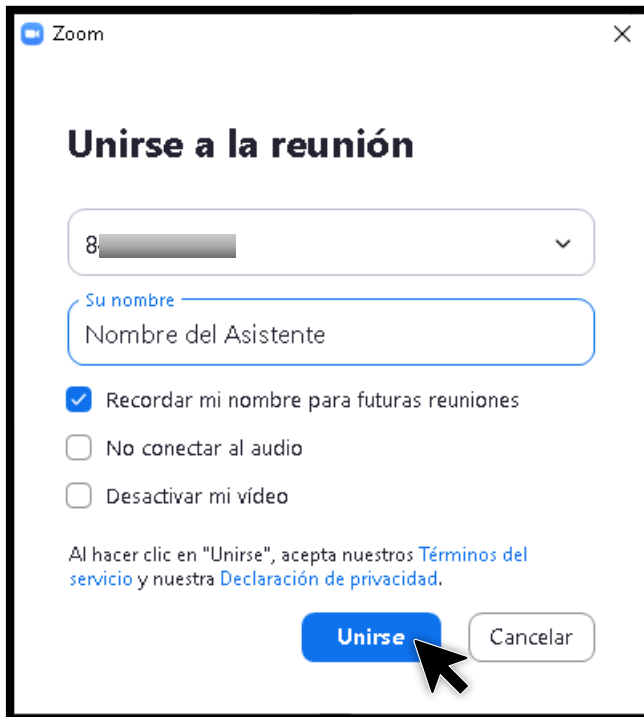 Zoom
Unirse a la reunión
8
Su nombre
Nombre del Asistente
Recordar mi nombre para futuras reuniones
No conectar al audio
Desactivar mi vídeo
Al hacer clic en "Unirse", acepta nuestros Términos del
servicio y nuestra Declaración de privacidad.
Unirse Cancelar